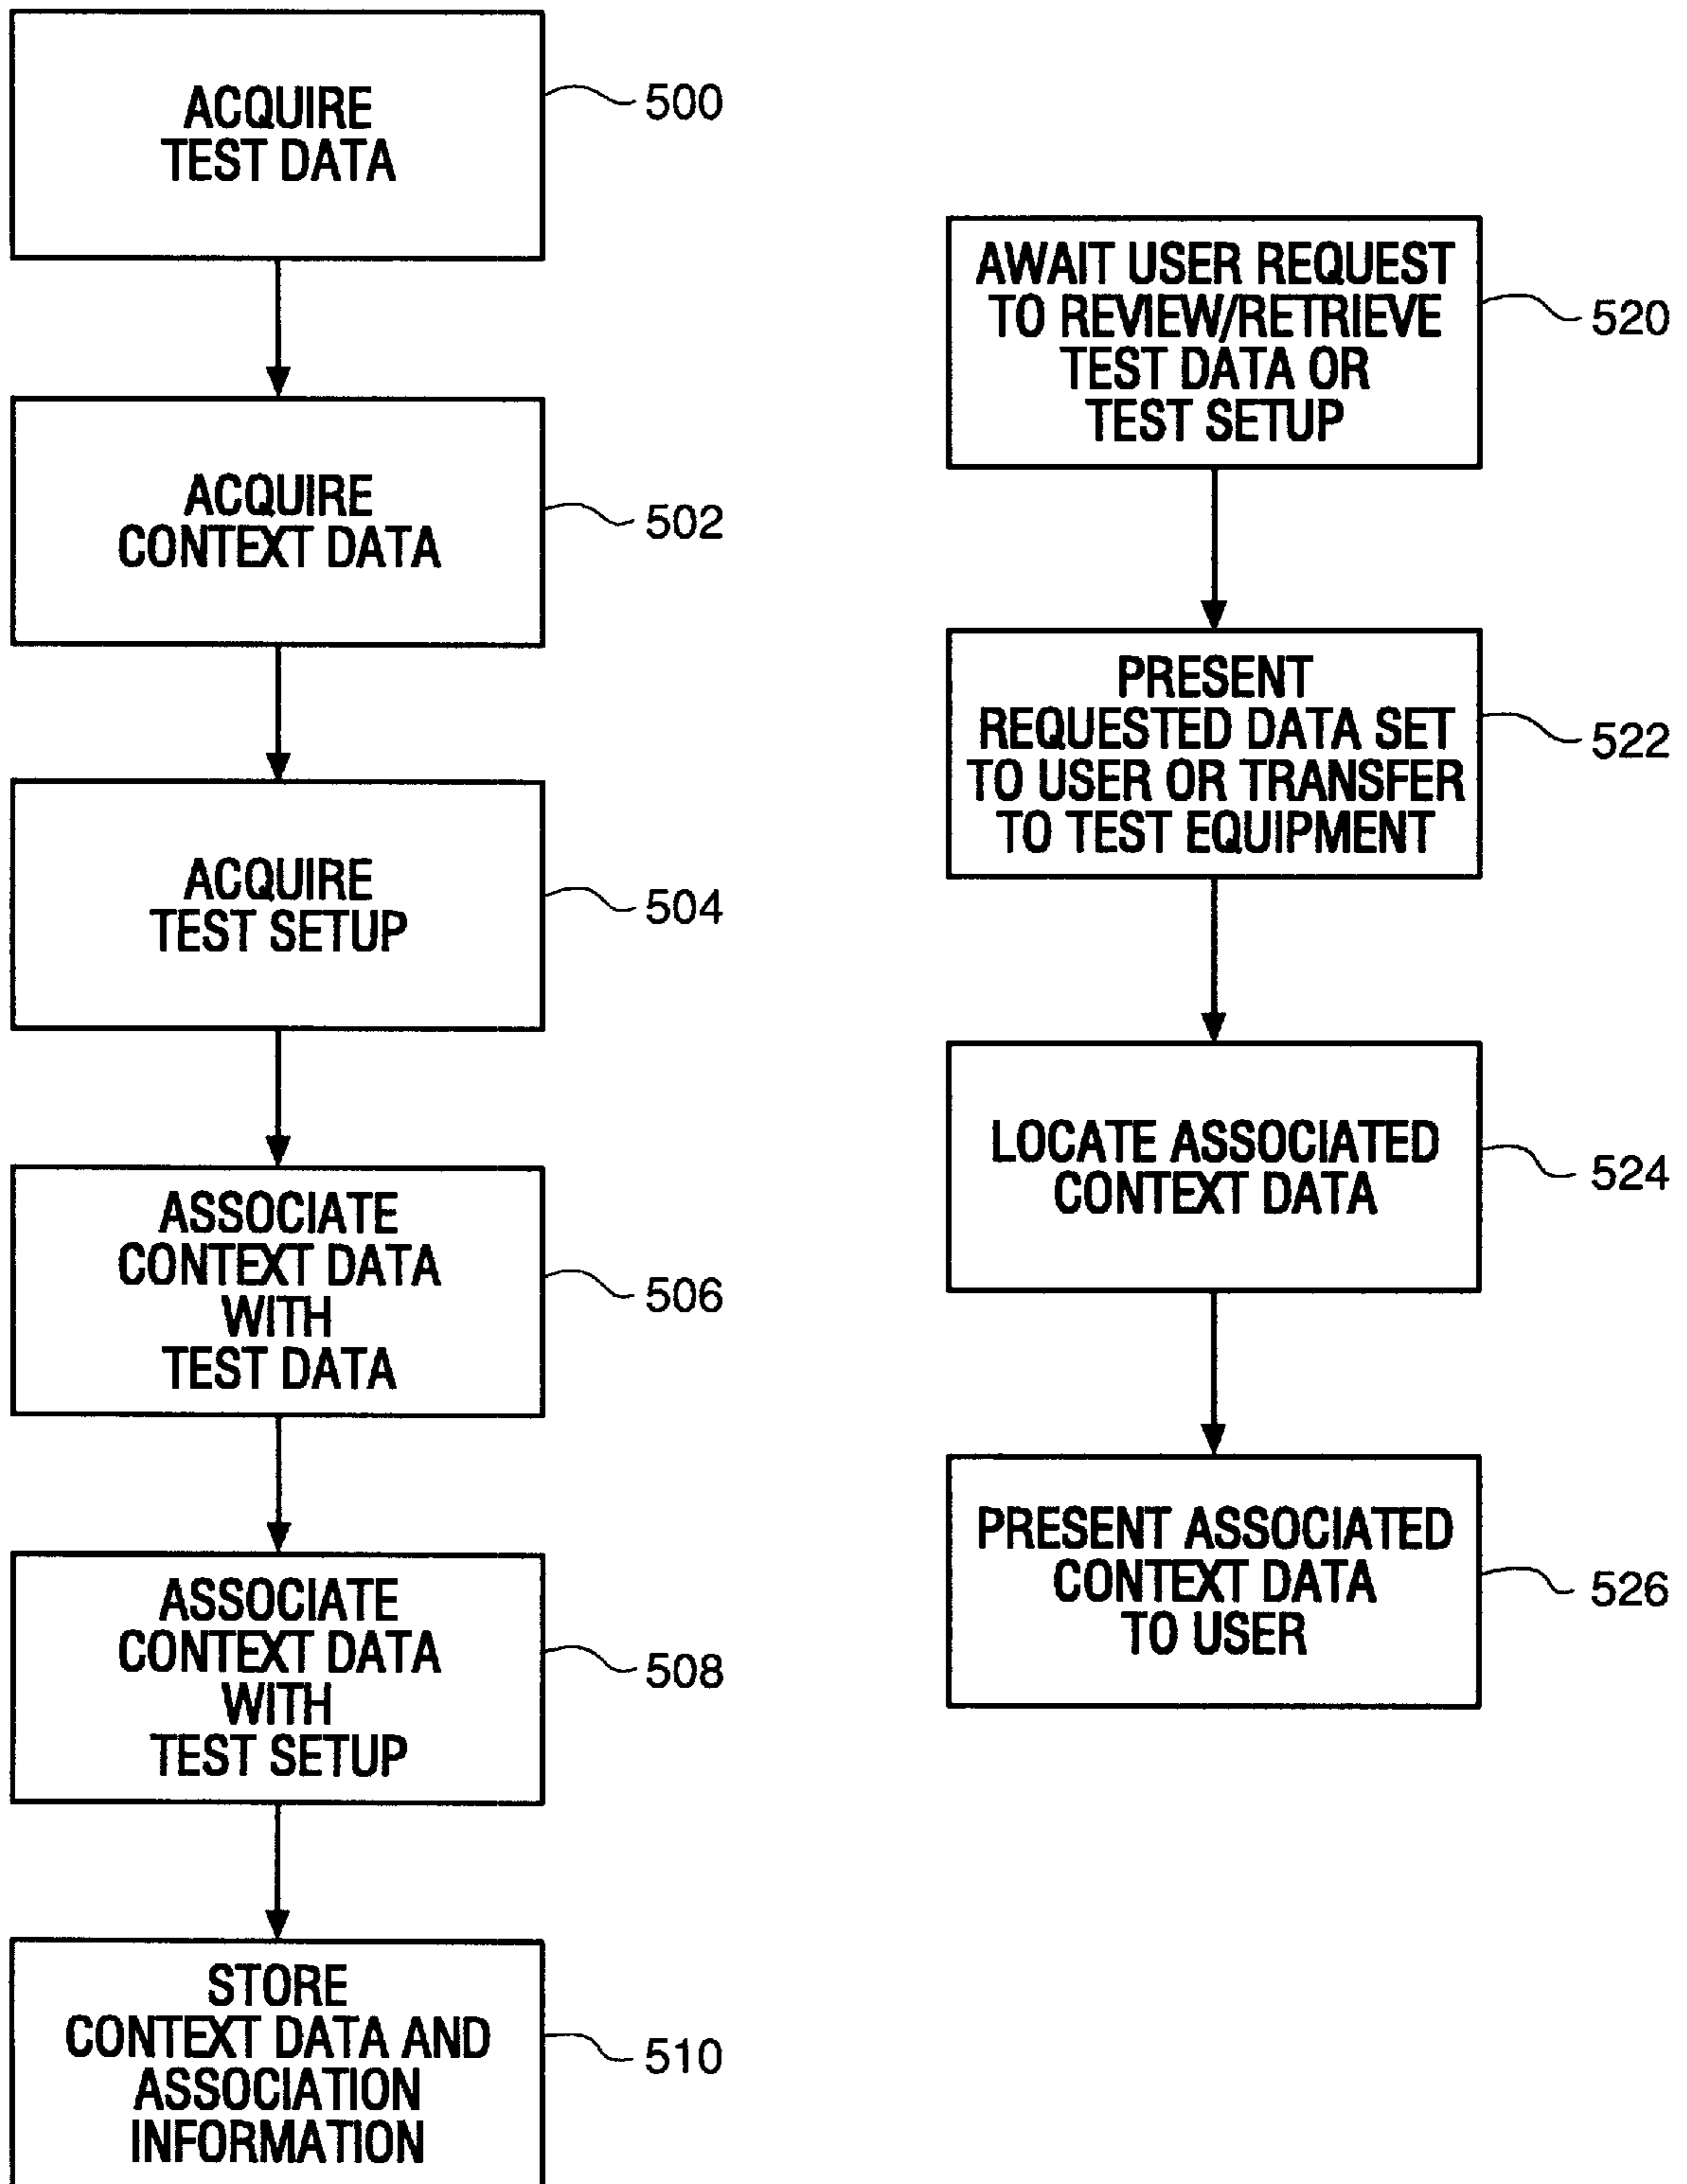 ACQUIRE
TEST DATA
500
ACQUIRE
CONTEXT DATA
502
ACQUIRE
TEST SETUP
504
ASSOCIATE
CONTEXT DATA
WITH
TEST DATA
506
ASSOCIATE
CONTEXT DATA
WITH
TEST SETUP
508
STORE
CONTEXT DATA AND
ASSOCIATION
INFORMATION
510
AWAIT USER REQUEST
TO REVIEW/RETRIEVE
TEST DATA OR
TEST SETUP
520
PRESENT
REQUESTED DATA SET
TO USER OR TRANSFER
TO TEST EQUIPMENT
522
LOCATE ASSOCIATED
CONTEXT DATA
524
PRESENT ASSOCIATED
CONTEXT DATA
TO USER
526